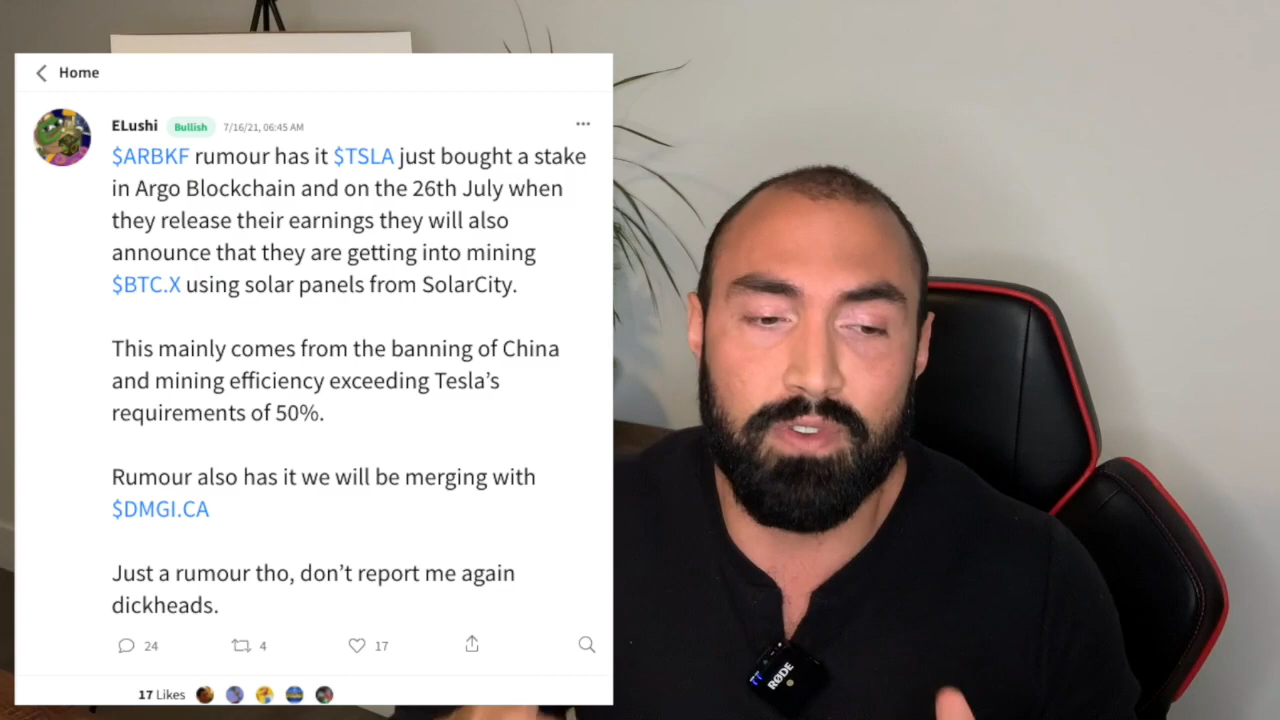 Home
ELushi Bullish 7/16/21, 06:45 AM
$ARBKF rumour has it $TSLA just bought a stake
in Argo Blockchain and on the 26th July when
they release their earnings they will also
announce that they are getting into mining
$BTC.X using solar panels from SolarCity.
This mainly comes from the banning of China
and mining efficiency exceeding Tesla's
requirements of 50%.
Rumour also has it we will be merging with
$DMGI.CA
Just a rumour tho, don't report me again
dickheads.
24 4 17
17 Likes
RØDE